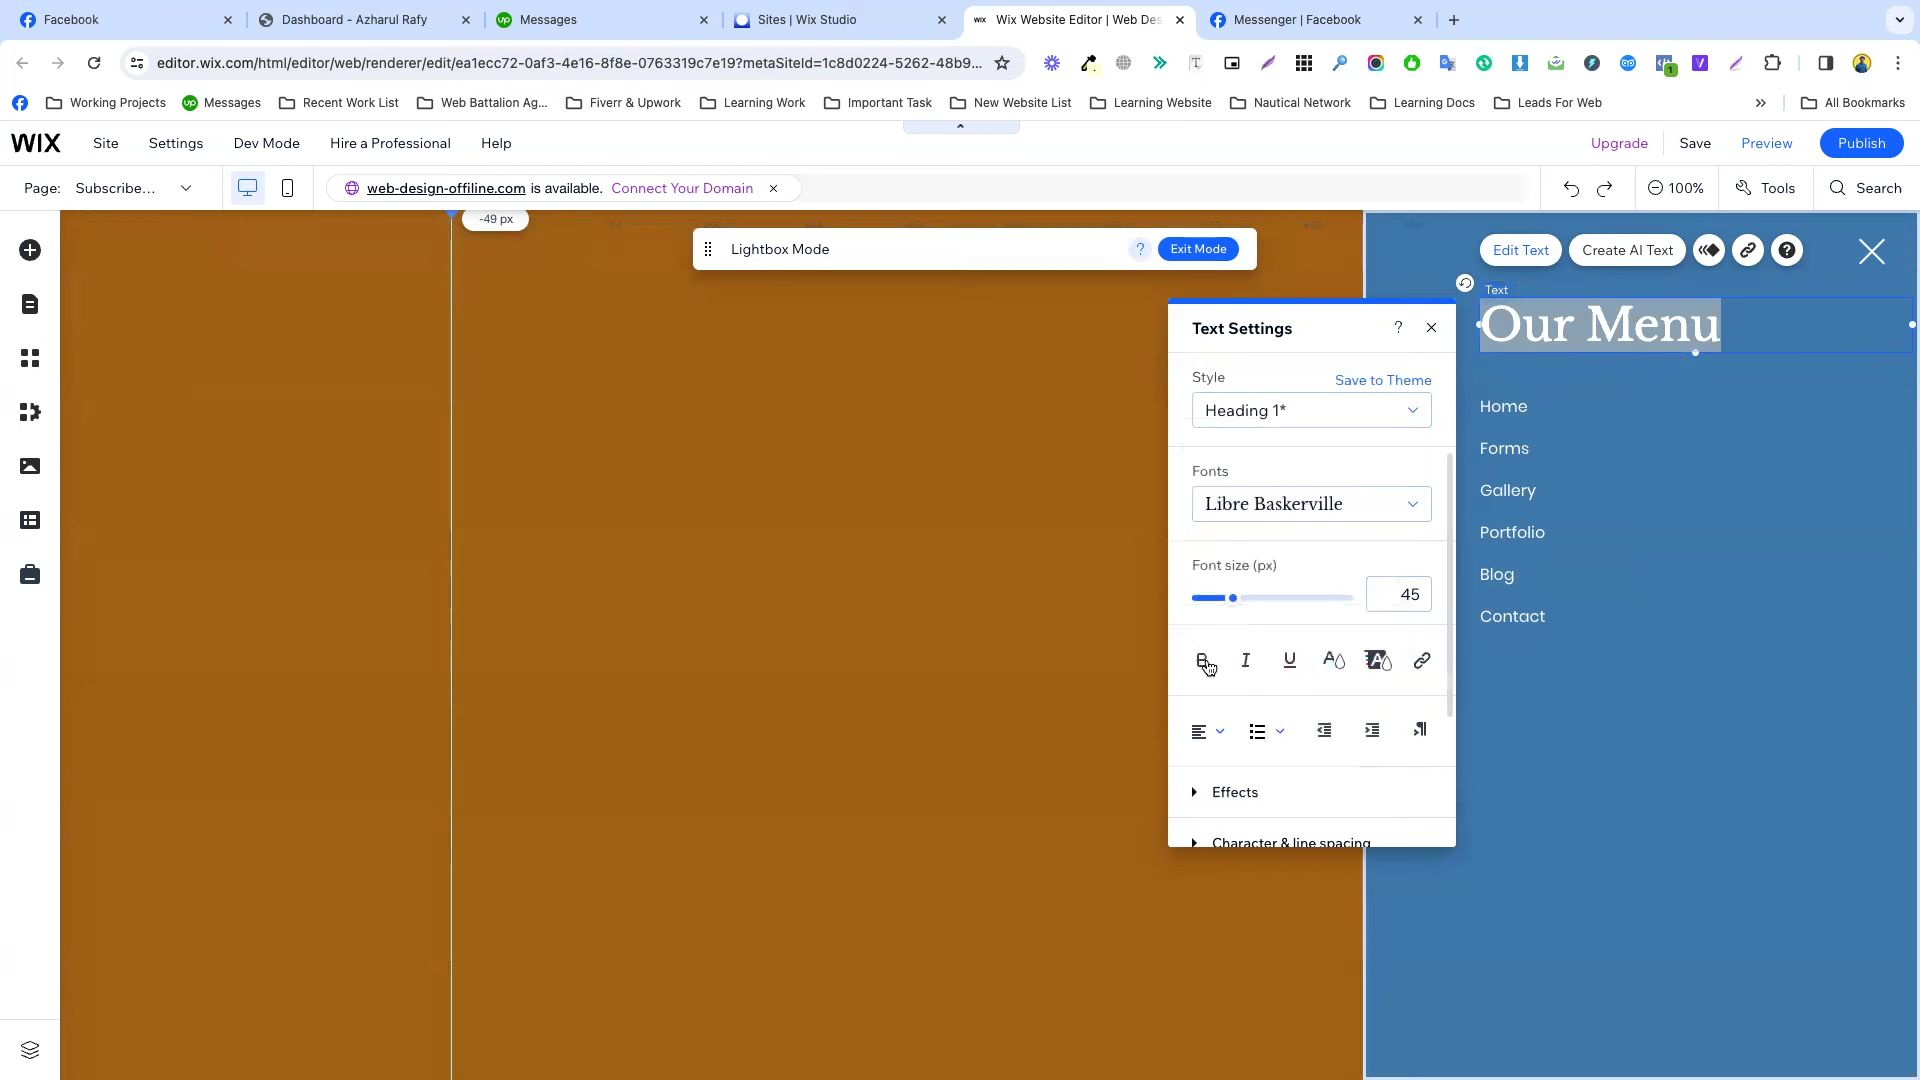 Facebook
Dashboard - Azharul Rafy
Messages
Sites | Wix Studio
Wix Website Editor | Web Des
Messenger | Facebook
editor.wix.com/html/editor/web/renderer/edit/ea1ecc72-0af3-4e16-8f8e-0763319c7e19?metaSiteId=1c8d0224-5262-48b9...
Working Projects
Messages
Recent Work List
Web Battalion Ag...
Fiverr & Upwork
Learning Work
Important Task
New Website List
Learning Website
Nautical Network
Learning Docs
Leads For Web
All Bookmarks
WIX
Site
Settings
Dev Mode
Hire a Professional
Help
Upgrade
Save
Preview
Publish
Page: Subscribe...
web-design-offiline.com is available. Connect Your Domain
100%
Tools
Search
-49 px
Lightbox Mode
?
Exit Mode
Edit Text
Create AI Text
Text
Our Menu
Home
Forms
Gallery
Portfolio
Blog
Contact
Text Settings
?
Style
Save to Theme
Heading 1*
Fonts
Libre Baskerville
Font size (px)
45
B
I
U
Effects
Character & line spacing